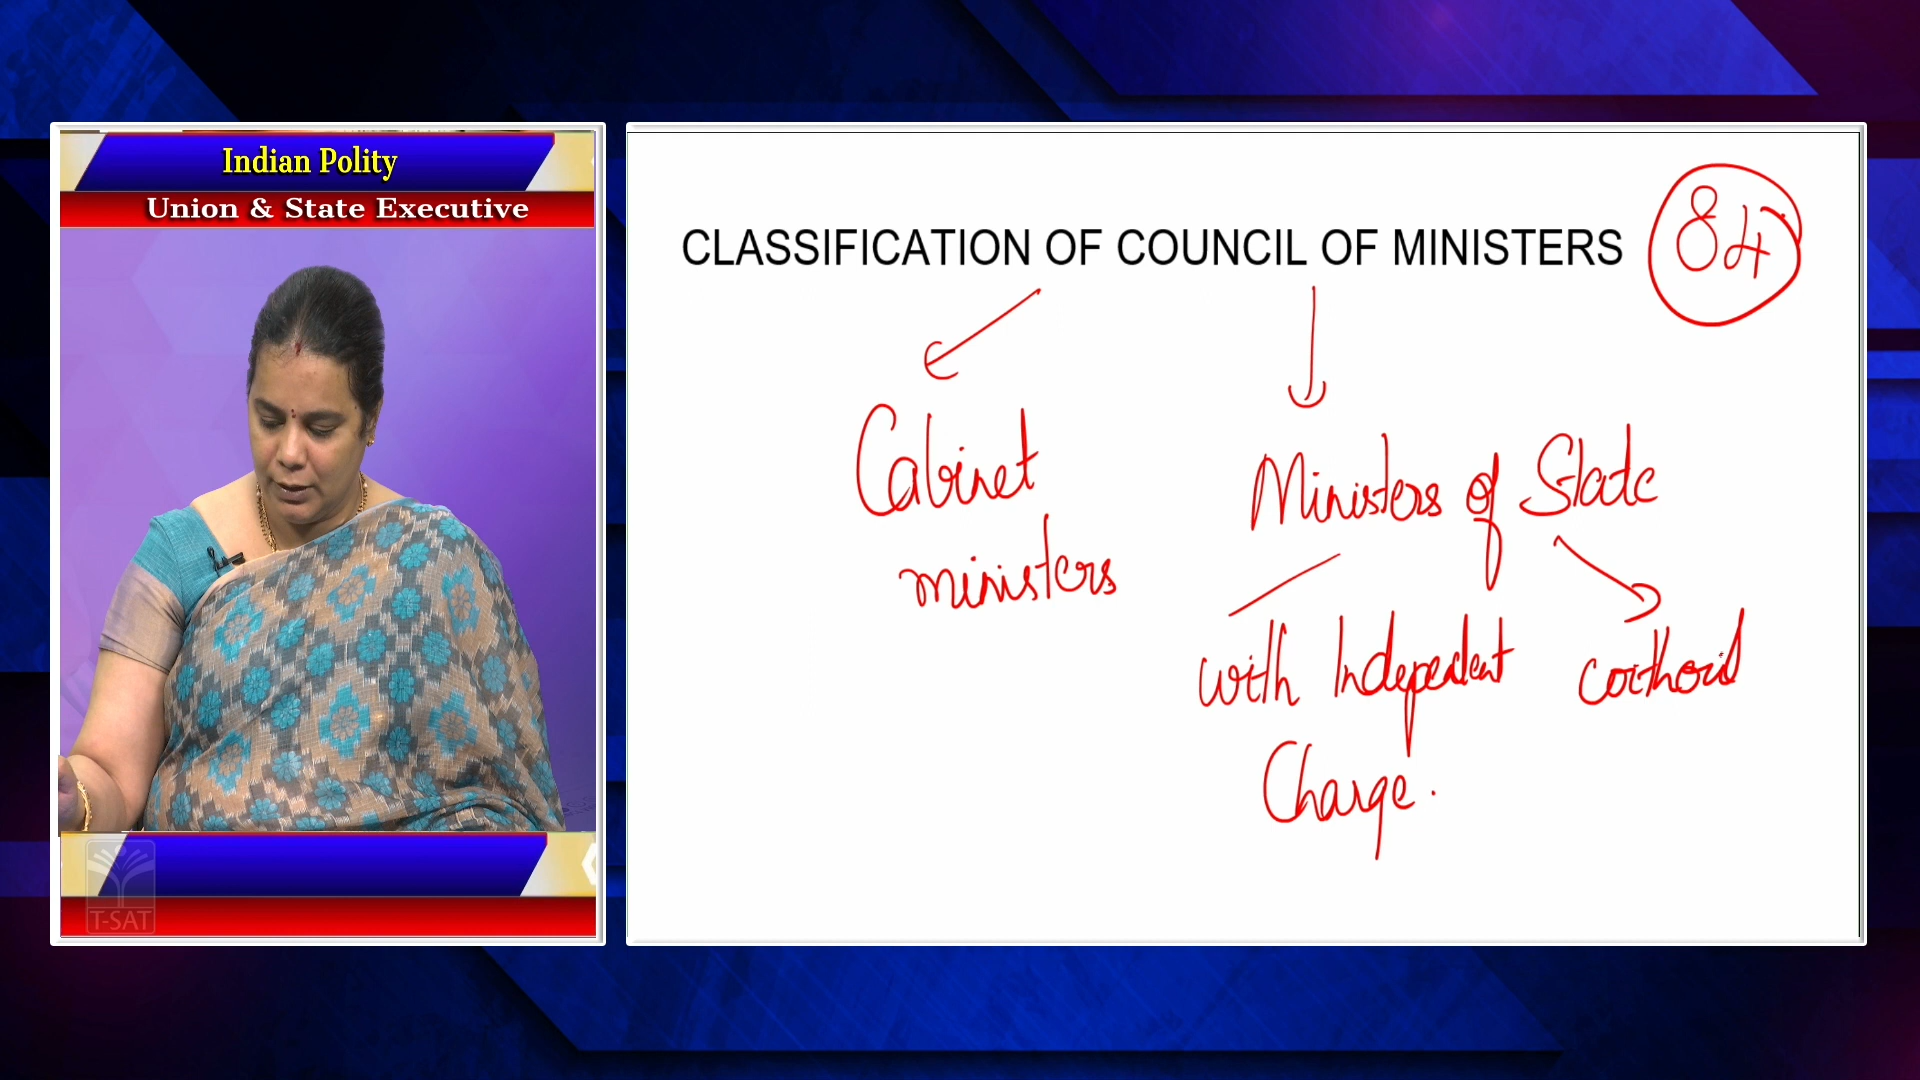 Indian Polity
Union & State Executive
CLASSIFICATION OF COUNCIL OF MINISTERS
84
Cabinet
ministers
Ministers of State
with Independent
Charge.
without
T-SAT